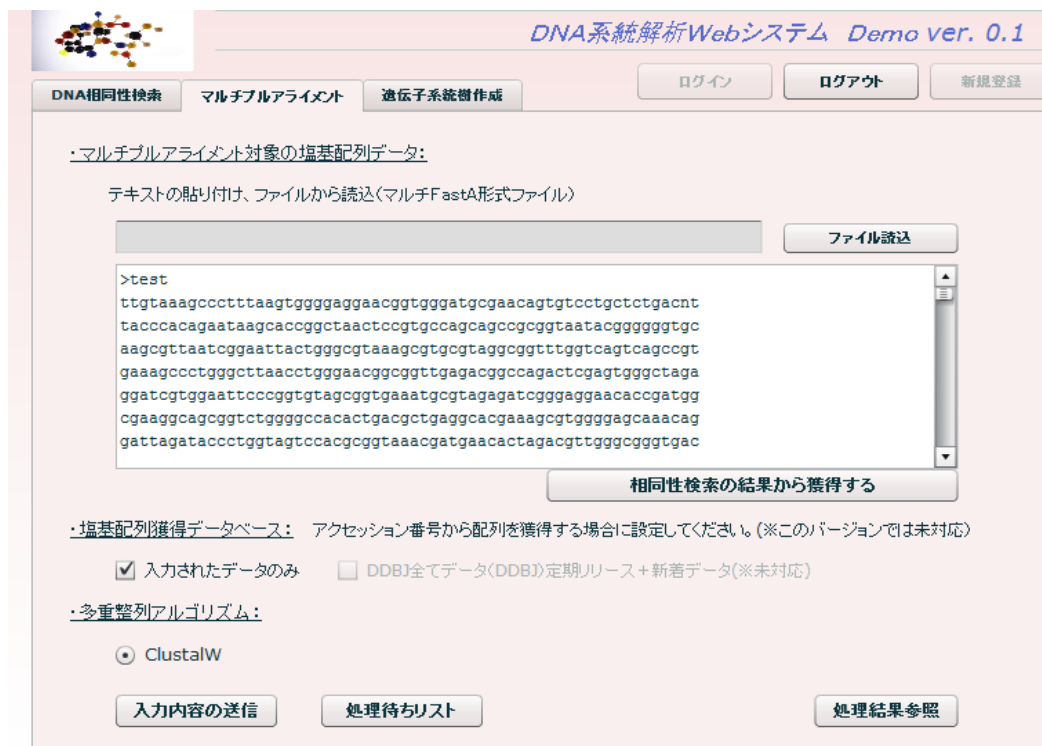 DNA系統解析Webシステム Demo ver. 0.1
ログイン ログアウト 新規登録
DNA相同性検索 マルチプルアライメント 遺伝子系統樹作成
・マルチプルアライメント対象の塩基配列データ:
テキストの貼り付け、ファイルから読込(マルチFastA形式ファイル)
ファイル読込
>test
ttgtaaagccctttaagtggggaggaacggtgggatgcgaacagtgtcctgctctgacnt
tacccacagaataagcaccggctaactccgtgccagcagccgcggtaatacggggggtgc
aagcgttaatcggaattactgggcgtaaagcgtgcgtaggcggtttggtcagtcagccgt
gaaagccctgggcttaacctgggaacggcggttgagacggccagactcgagtgggctaga
ggatcgtggaattcccggtgtagcggtgaaatgcgtagagatcgggaggaacaccgatgg
cgaaggcagcggtctggggccacactgacgctgaggcacgaaagcgtggggagcaaacag
gattagataccctggtagtccacgcggtaaacgatgaacactagacgttgggcgggtgac
相同性検索の結果から獲得する
・塩基配列獲得データベース: アクセッション番号から配列を獲得する場合に設定してください。(※このバージョンでは未対応)
入力されたデータのみ DDBJ全てデータ(DDBJ)定期リリース+新着データ(※未対応)
・多重整列アルゴリズム:
ClustalW
入力内容の送信 処理待ちリスト 処理結果参照